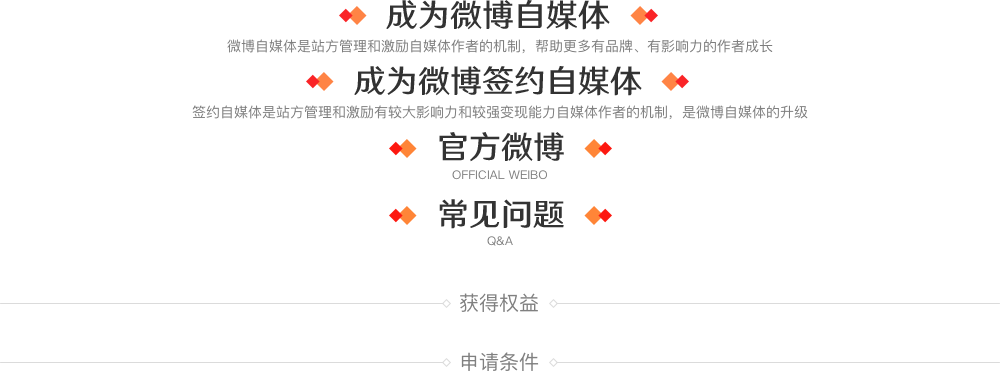 成为微博自媒体
微博自媒体是站方管理和激励自媒体作者的机制，帮助更多有品牌、有影响力的作者成长
成为微博签约自媒体
签约自媒体是站方管理和激励有较大影响力和较强变现能力自媒体作者的机制，是微博自媒体的升级
官方微博
OFFICIAL WEIBO
常见问题
Q&A
获得权益
申请条件